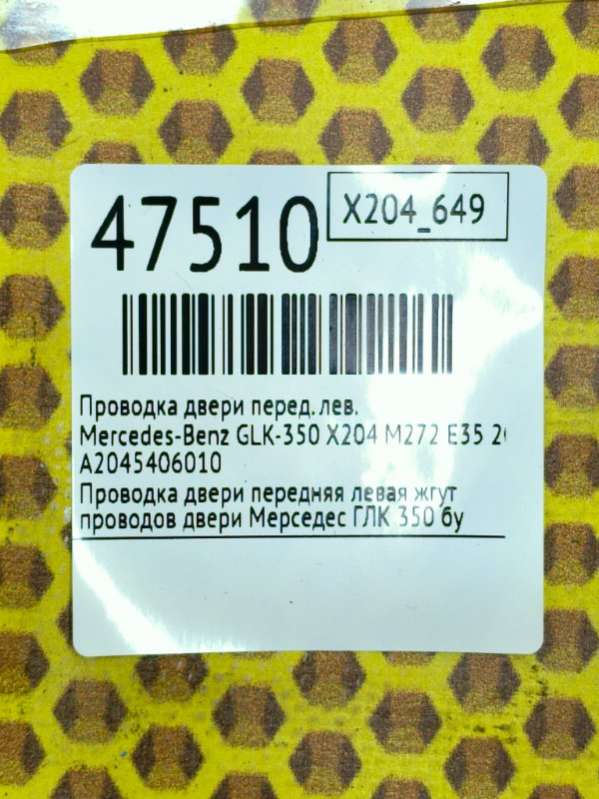 47510
X204_649
Проводка двери перед. лев.
Mercedes-Benz GLK-350 X204 M272 E35
A2045406010
Проводка двери передняя левая жгут
проводов двери Мерседес ГЛК 350 бу